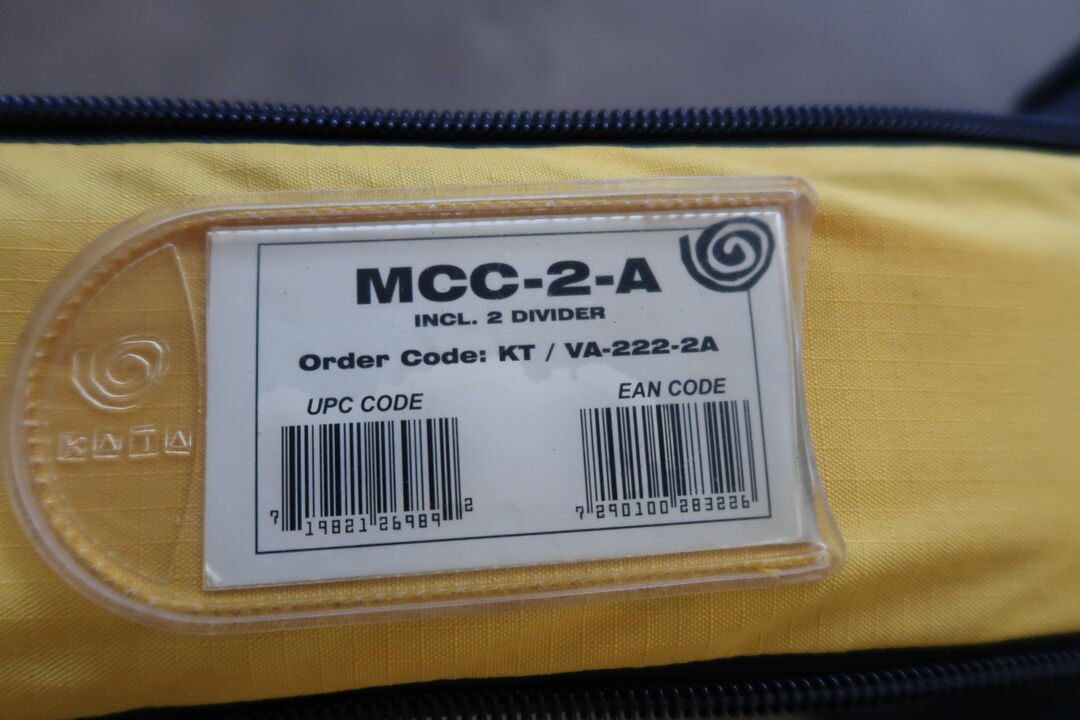 MCC-2-A
INCL. 2 DIVIDER
Order Code: KT / VA-222-2A
UPC CODE
EAN CODE
7 19821 26989 2
7 290100 283226
KATA